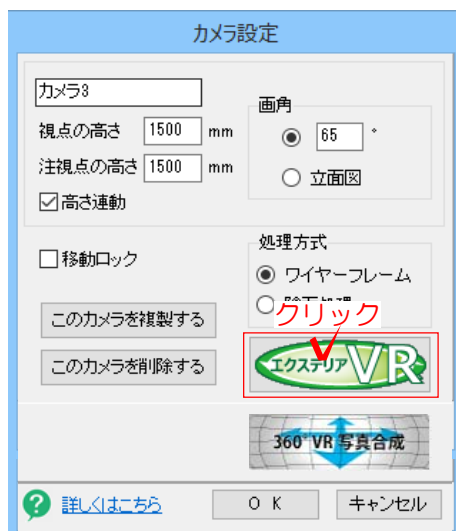 カメラ設定
カメラ3
視点の高さ 1500 mm
注視点の高さ 1500 mm
☑高さ連動
画角
65 °
立面図
移動ロック
処理方式
ワイヤーフレーム
クリック
このカメラを複製する
このカメラを削除する
エクステリアVR
360°VR 写真合成
詳しくはこちら
OK
キャンセル